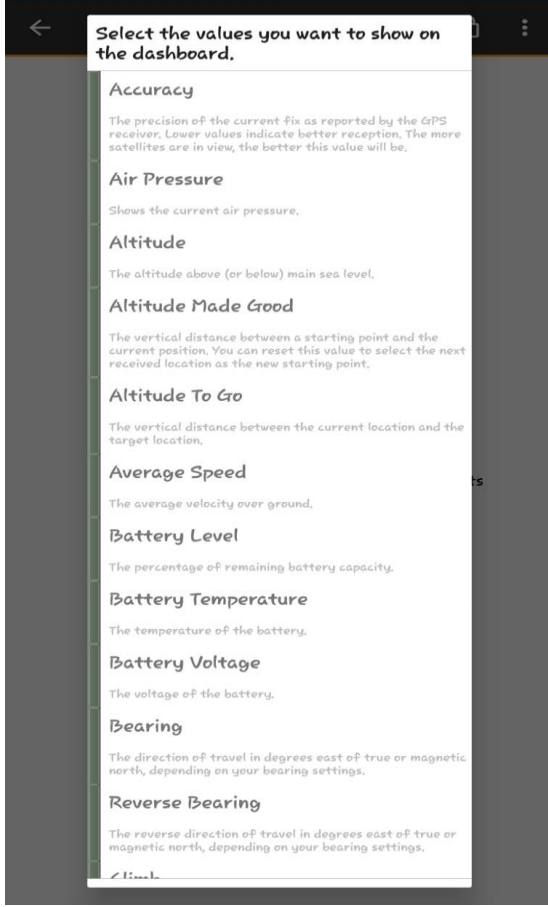 Select the values you want to show on
the dashboard.
Accuracy
The precision of the current fix as reported by the GPS
receiver. Lower values indicate better reception. The more
satellites are in view, the better this value will be.
Air Pressure
Shows the current air pressure.
Altitude
The altitude above (or below) main sea level.
Altitude Made Good
The vertical distance between a starting point and the
current position. You can reset this value to select the next
received location as the new starting point.
Altitude To Go
The vertical distance between the current location and the
target location.
Average Speed
The average velocity over ground.
ts
Battery Level
The percentage of remaining battery capacity.
Battery Temperature
The temperature of the battery.
Battery Voltage
The voltage of the battery.
Bearing
The direction of travel in degrees east of true or magnetic
north, depending on your bearing settings.
Reverse Bearing
The reverse direction of travel in degrees east of true or
magnetic north, depending on your bearing settings.
Climb